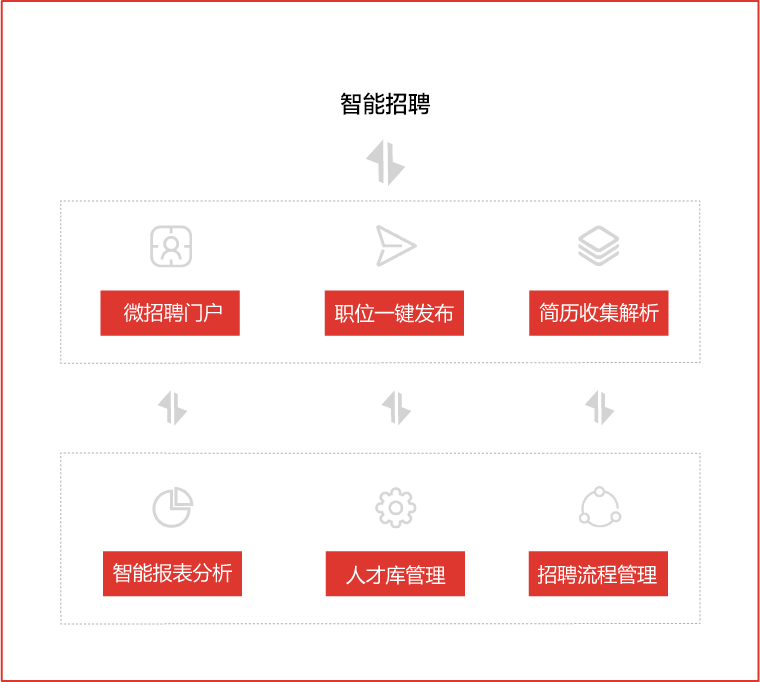 智能招聘
微招聘门户
职位一键发布
简历收集解析
智能报表分析
人才库管理
招聘流程管理